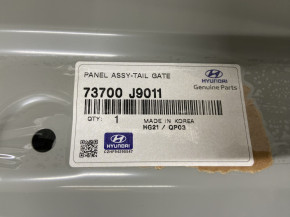 PANEL ASSY-TAIL GATE
73700 J9011
HYUNDAI
Genuine Parts
QTY: 1
MADE IN KOREA
HG21 / QP03
HYUNDAI